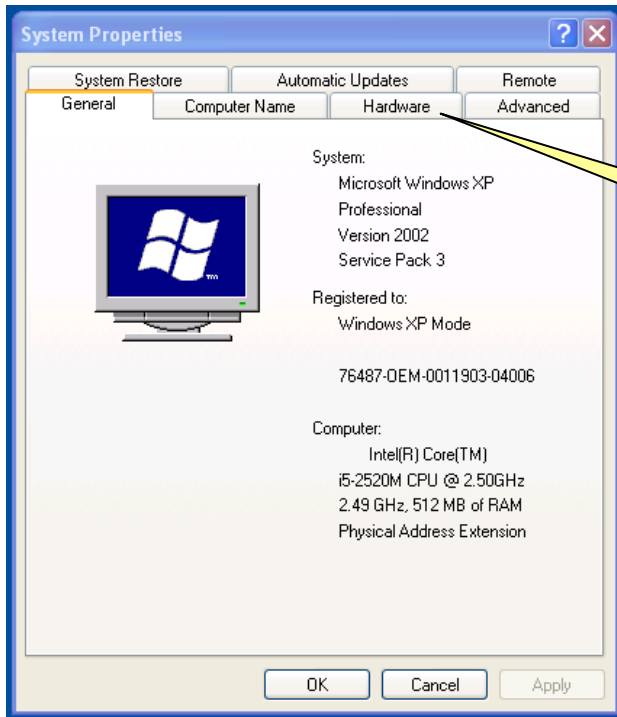 System Properties
System Restore Automatic Updates Remote
General Computer Name Hardware Advanced
System:
Microsoft Windows XP
Professional
Version 2002
Service Pack 3
Registered to:
Windows XP Mode
76487-OEM-0011903-04006
Computer:
Intel(R) Core(TM)
i5-2520M CPU @ 2.50GHz
2.49 GHz, 512 MB of RAM
Physical Address Extension
OK Cancel Apply